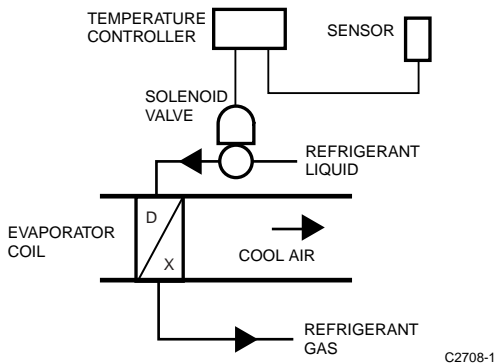 TEMPERATURE
CONTROLLER
SENSOR
SOLENOID
VALVE
REFRIGERANT
LIQUID
D
X
EVAPORATOR
COIL
COOL AIR
REFRIGERANT
GAS
C2708-1